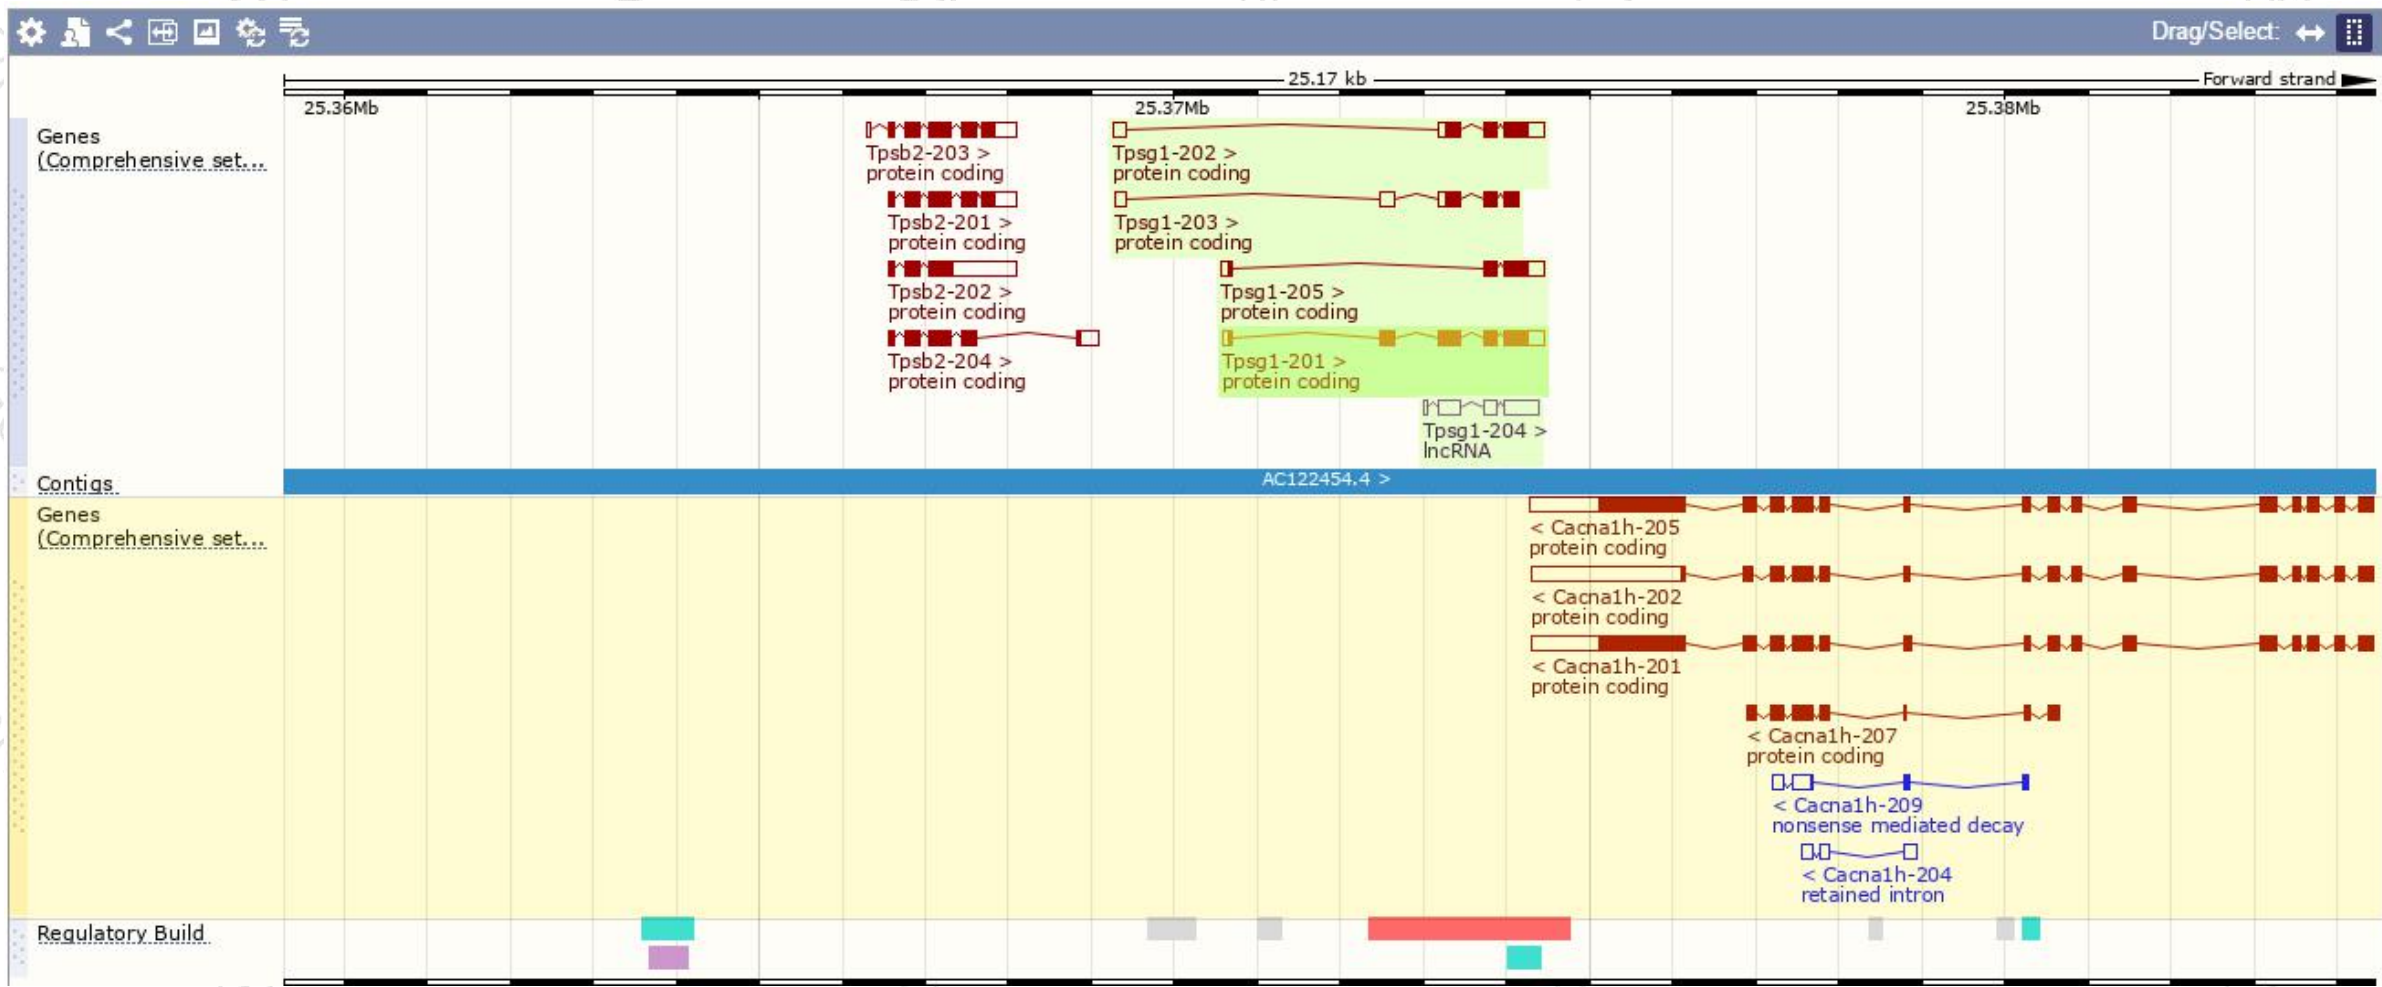 Drag/Select:
25.17 kb
Forward strand
25.36Mb
25.37Mb
25.38Mb
Genes
(Comprehensive set...
Tpsb2-203 >
protein coding
Tpsg1-202 >
protein coding
Tpsb2-201 >
protein coding
Tpsg1-203 >
protein coding
Tpsb2-202 >
protein coding
Tpsg1-205 >
protein coding
Tpsb2-204 >
protein coding
Tpsg1-201 >
protein coding
Tpsg1-204 >
lncRNA
Contigs
AC122454.4 >
Genes
(Comprehensive set...
< Cacna1h-205
protein coding
< Cacna1h-202
protein coding
< Cacna1h-201
protein coding
< Cacna1h-207
protein coding
< Cacna1h-209
nonsense mediated decay
< Cacna1h-204
retained intron
Regulatory Build